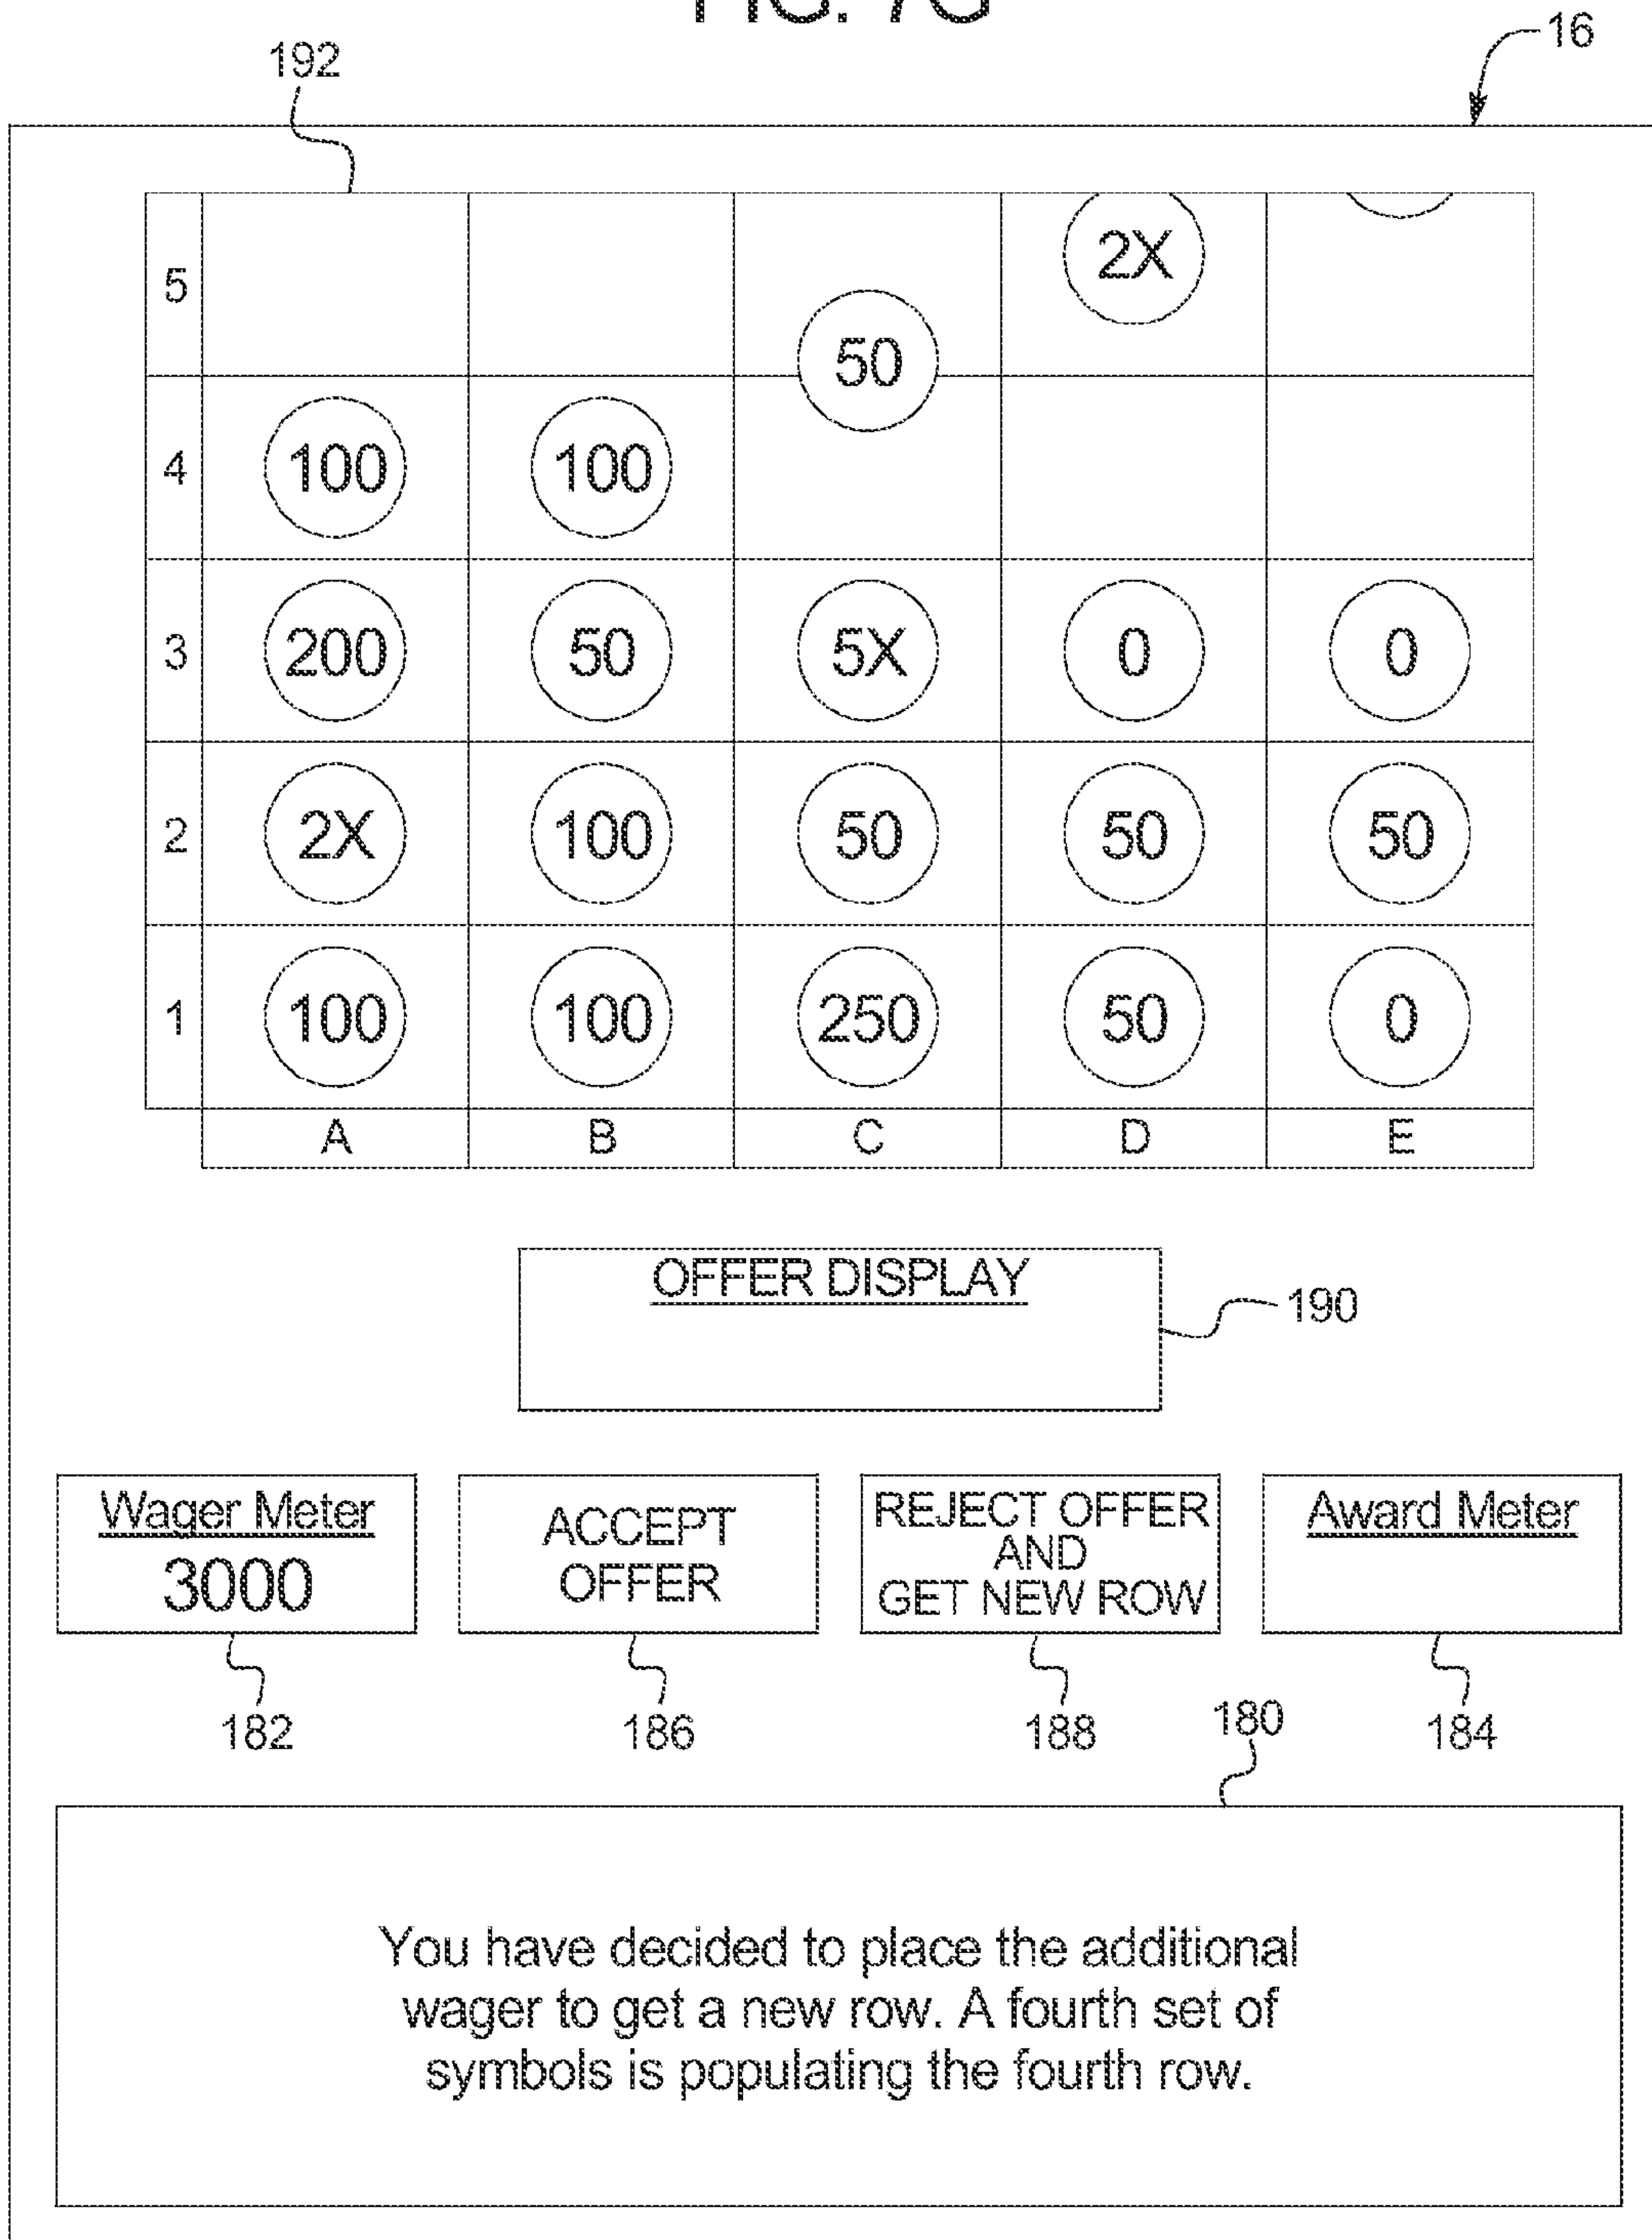 FIG. 7G
16
192
2X
5
50
4 100 100
3 200 50 5X 0 0
2 2X 100 50 50 50
1 100 100 250 50 0
A B C D E
OFFER DISPLAY
190
Wager Meter
3000
ACCEPT
OFFER
REJECT OFFER
AND
GET NEW ROW
Award Meter
182
186
188
180
184
You have decided to place the additional
wager to get a new row. A fourth set of
symbols is populating the fourth row.